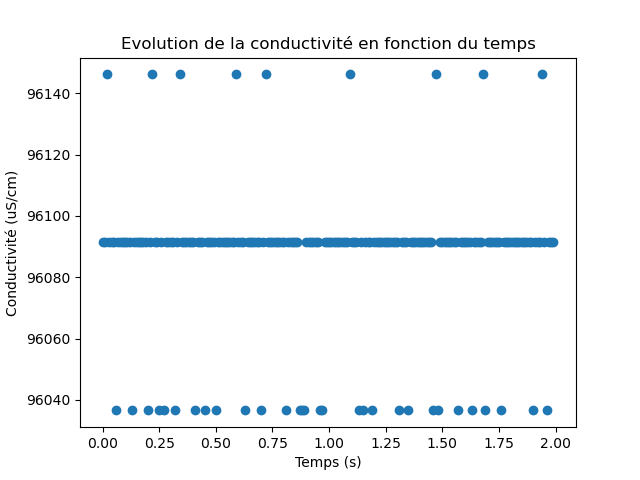 Evolution de la conductivité en fonction du temps
Conductivité (uS/cm)
96140
96120
96100
96080
96060
96040
0.00 0.25 0.50 0.75 1.00 1.25 1.50 1.75 2.00
Temps (s)